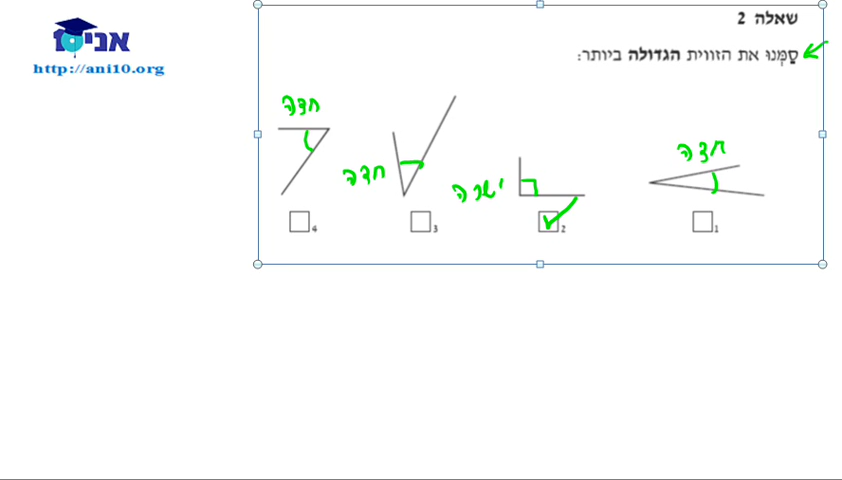 אני10
http://ani10.org
שאלה 2
סַמְּנוּ את הזווית הגדולה ביותר:
חדה
ישרה
חדה
חדה
1
2
3
4